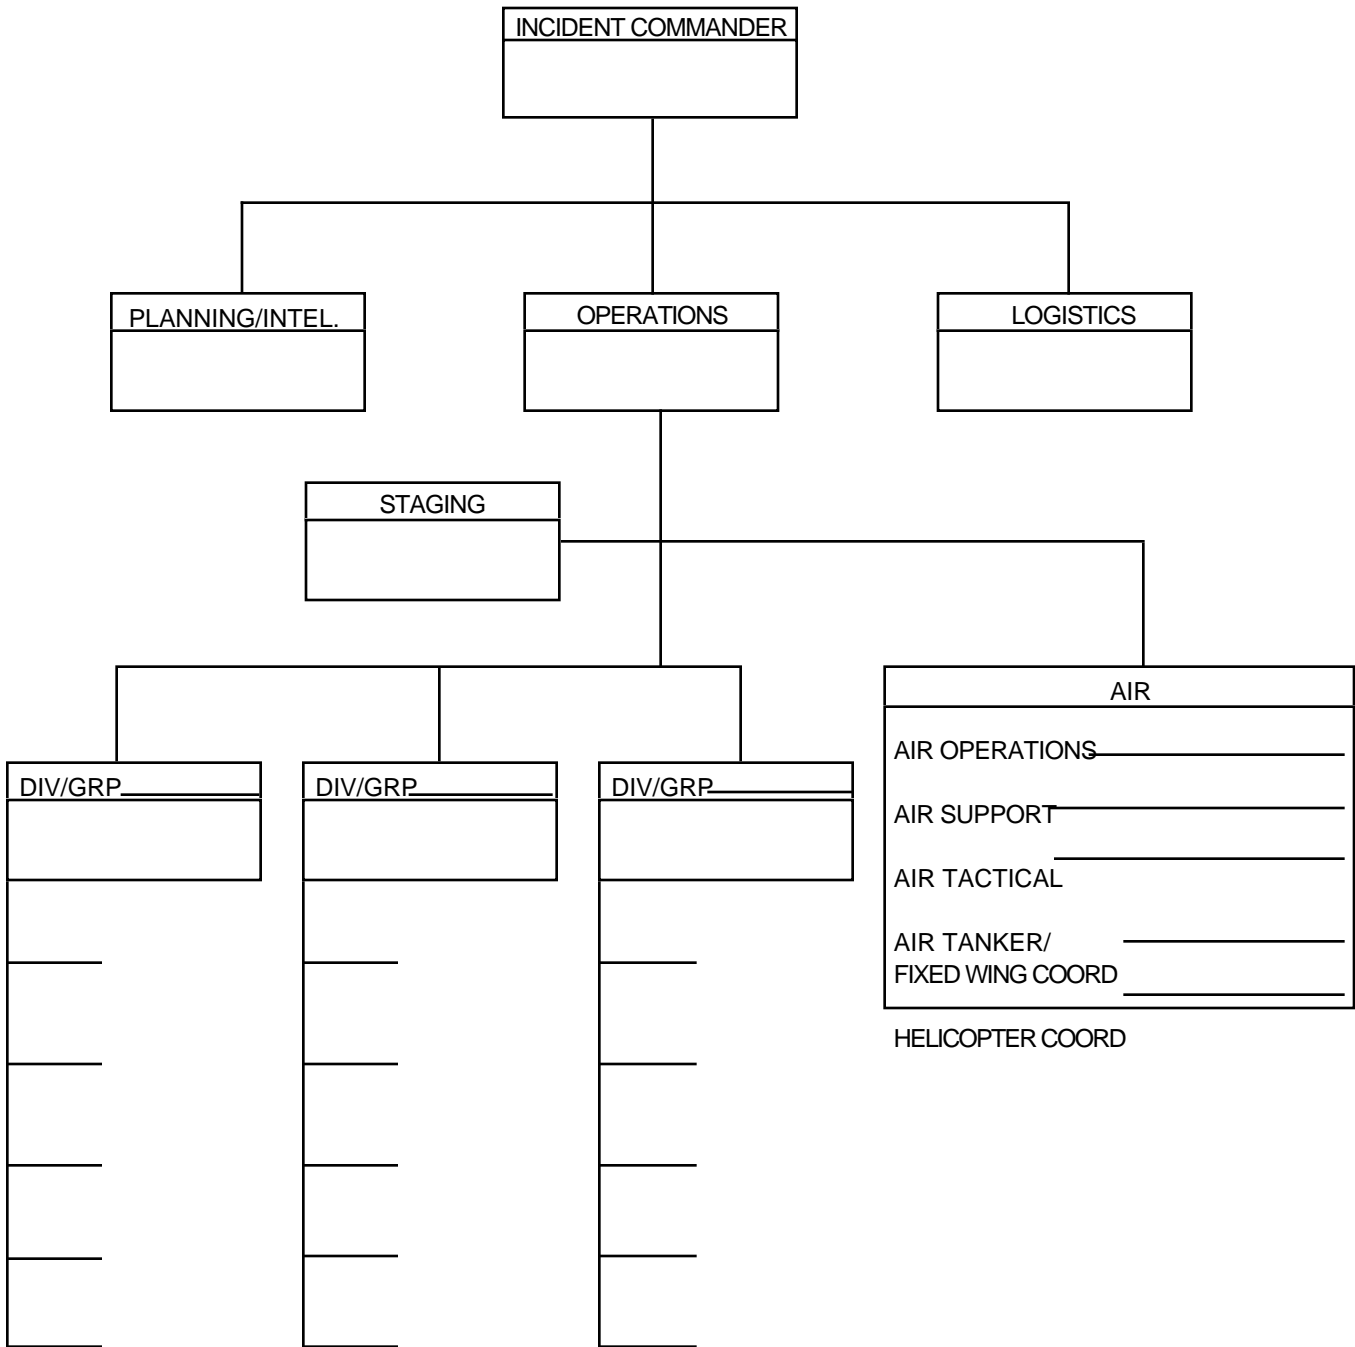 INCIDENT COMMANDER
PLANNING/INTEL.
OPERATIONS
LOGISTICS
STAGING
AIR
AIR OPERATIONS
AIR SUPPORT
AIR TACTICAL
AIR TANKER/
FIXED WING COORD
HELICOPTER COORD
DIV/GRP
DIV/GRP
DIV/GRP